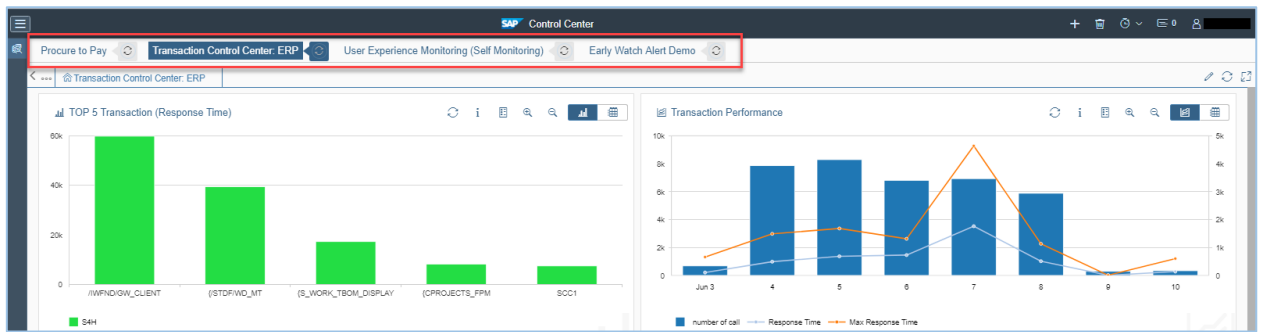 SAP Control Center
0
Procure to Pay Transaction Control Center: ERP User Experience Monitoring (Self Monitoring) Early Watch Alert Demo
... Transaction Control Center: ERP
TOP 5 Transaction (Response Time)
60k
40k
20k
0
/IWFND/GW_CLIENT {/STDF/WD_MT {S_WORK_TBOM_DISPLAY {CPROJECTS_FPM SCC1
S4H
Transaction Performance
10k 5k
8k 4k
6k 3k
4k 2k
2k 1k
0 0
Jun 3 4 5 6 7 8 9 10
number of call Response Time Max Response Time